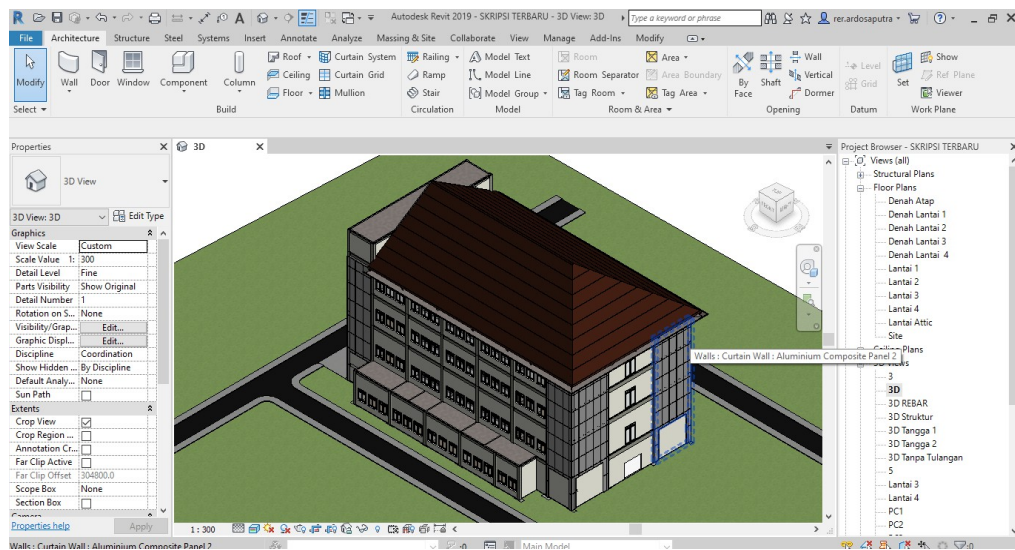 Autodesk Revit 2019 - SKRIPSI TERBARU - 3D View: 3D
Type a keyword or phrase
rer.ardosaputra
File Architecture Structure Steel Systems Insert Annotate Analyze Massing & Site Collaborate View Manage Add-Ins Modify
Modify
Wall
Door
Window
Component
Column
Roof
Ceiling
Floor
Curtain System
Curtain Grid
Mullion
Railing
Ramp
Stair
Model Text
Model Line
Model Group
Room
Room Separator
Tag Room
Area
Area Boundary
Tag Area
By Face
Shaft
Wall
Vertical
Dormer
Level
Grid
Set
Show
Ref Plane
Viewer
Select Build Circulation Model Room & Area Opening Datum Work Plane
Properties
3D View
3D View: 3D Edit Type
Graphics
View Scale Custom
Scale Value 1: 300
Detail Level Fine
Parts Visibility Show Original
Detail Number 1
Rotation on S... None
Visibility/Grap... Edit...
Graphic Displ... Edit...
Discipline Coordination
Show Hidden ... By Discipline
Default Analy... None
Sun Path
Extents
Crop View
Crop Region ...
Annotation Cr...
Far Clip Active
Far Clip Offset 304800.0
Scope Box None
Section Box
Camera
Properties help Apply
3D
Walls : Curtain Wall : Aluminium Composite Panel 2
1 : 300
Project Browser - SKRIPSI TERBARU
Views (all)
Structural Plans
Floor Plans
Denah Atap
Denah Lantai 1
Denah Lantai 2
Denah Lantai 3
Denah Lantai 4
Lantai 1
Lantai 2
Lantai 3
Lantai 4
Lantai Attic
Site
Plans
3D Views
3
3D
3D REBAR
3D Struktur
3D Tangga 1
3D Tangga 2
3D Tanpa Tulangan
5
Lantai 3
Lantai 4
PC1
PC2
Walls : Curtain Wall : Aluminium Composite Panel 2
:0
Main Model
:0